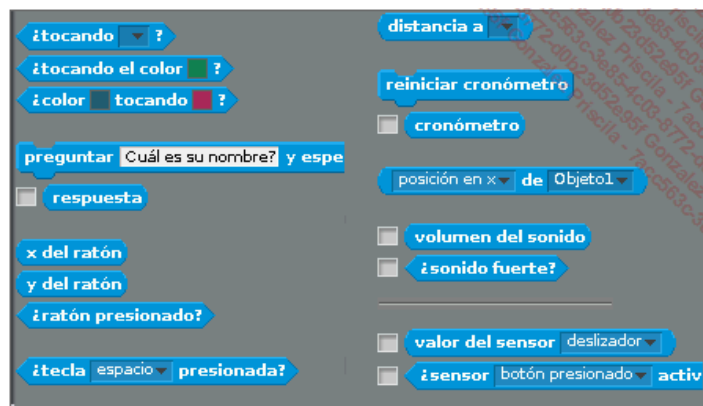 ¿tocando ?
¿tocando el color ?
¿color tocando ?
preguntar Cuál es su nombre? y espe
respuesta
x del ratón
y del ratón
¿ratón presionado?
¿tecla espacio presionada?
distancia a
reiniciar cronómetro
cronómetro
posición en x de Objeto1
volumen del sonido
¿sonido fuerte?
valor del sensor deslizador
¿sensor botón presionado activ